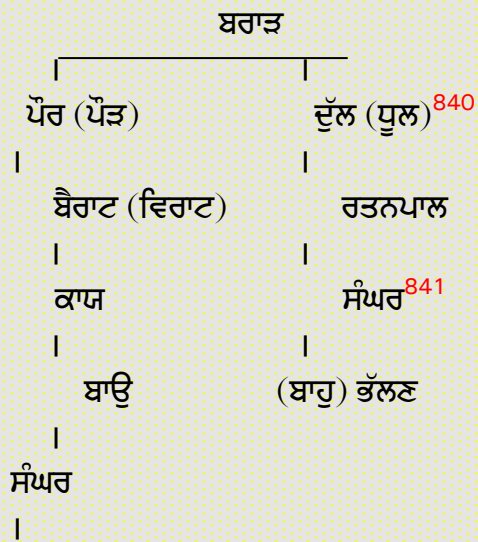 ਬਰਾੜ
ਪੌਰ (ਪੌੜ) ਦੁੱਲ (ਧੂਲ)840
ਬੈਰਾਟ (ਵਿਰਾਟ) ਰਤਨਪਾਲ
ਕਾਯ ਸੰਘਰ841
ਬਾਉ (ਬਾਹੁ) ਭੱਲਣ
ਸੰਘਰ